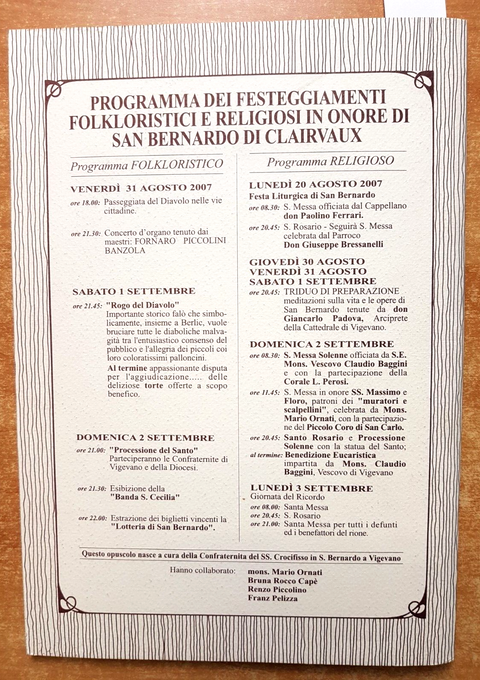 PROGRAMMA DEI FESTEGGIAMENTI
FOLKLORISTICI E RELIGIOSI IN ONORE DI
SAN BERNARDO DI CLAIRVAUX
Programma FOLKLORISTICO
VENERDÌ 31 AGOSTO 2007
ore 18.00: Passeggiata del Diavolo nelle vie
cittadine.
ore 21.30: Concerto d'organo tenuto dai
maestri: FORNARO PICCOLINI
BANZOLA
SABATO 1 SETTEMBRE
ore 21.45: "Rogo del Diavolo"
Importante storico falò che simbo-
licamente, insieme a Berlic, vuole
bruciare tutte le diaboliche malva-
gità tra l'entusiastico consenso del
pubblico e l'allegria dei piccoli coi
loro coloratissimi palloncini.
Al termine appassionante disputa
per l'aggiudicazione..... delle
deliziose torte offerte a scopo
benefico.
DOMENICA 2 SETTEMBRE
ore 21.00: "Processione del Santo"
Parteciperanno le Confraternite di
Vigevano e della Diocesi.
ore 21.30: Esibizione della
"Banda S. Cecilia"
ore 22.00: Estrazione dei biglietti vincenti la
"Lotteria di San Bernardo".
Programma RELIGIOSO
LUNEDÌ 20 AGOSTO 2007
Festa Liturgica di San Bernardo
ore 08.30: S. Messa officiata dal Cappellano
don Paolino Ferrari.
ore 20.45: S. Rosario - Seguirà S. Messa
celebrata dal Parroco
Don Giuseppe Bressanelli
GIOVEDÌ 30 AGOSTO
VENERDÌ 31 AGOSTO
SABATO 1 SETTEMBRE
ore 20.45: TRIDUO DI PREPARAZIONE
meditazioni sulla vita e le opere di
San Bernardo tenute da don
Giancarlo Padova, Arciprete
della Cattedrale di Vigevano.
DOMENICA 2 SETTEMBRE
ore 08.30: S. Messa Solenne officiata da S.E.
Mons. Vescovo Claudio Baggini
e con la partecipazione della
Corale L. Perosi.
ore 11.45: S. Messa in onore SS. Massimo e
Floro, patroni dei "muratori e
scalpellini", celebrata da Mons.
Mario Ornati, con la partecipazio-
ne del Piccolo Coro di San Carlo.
ore 20.45: Santo Rosario e Processione
Solenne con la statua del Santo;
al termine: Benedizione Eucaristica
impartita da Mons. Claudio
Baggini, Vescovo di Vigevano
LUNEDÌ 3 SETTEMBRE
Giornata del Ricordo
ore 08.00: Santa Messa
ore 20.45: S. Rosario
ore 21.00: Santa Messa per tutti i defunti
ed i benefattori del rione.
Questo opuscolo nasce a cura della Confraternita del SS. Crocifisso in S. Bernardo a Vigevano
Hanno collaborato: mons. Mario Ornati
Bruna Rocco Capè
Renzo Piccolino
Franz Pelizza